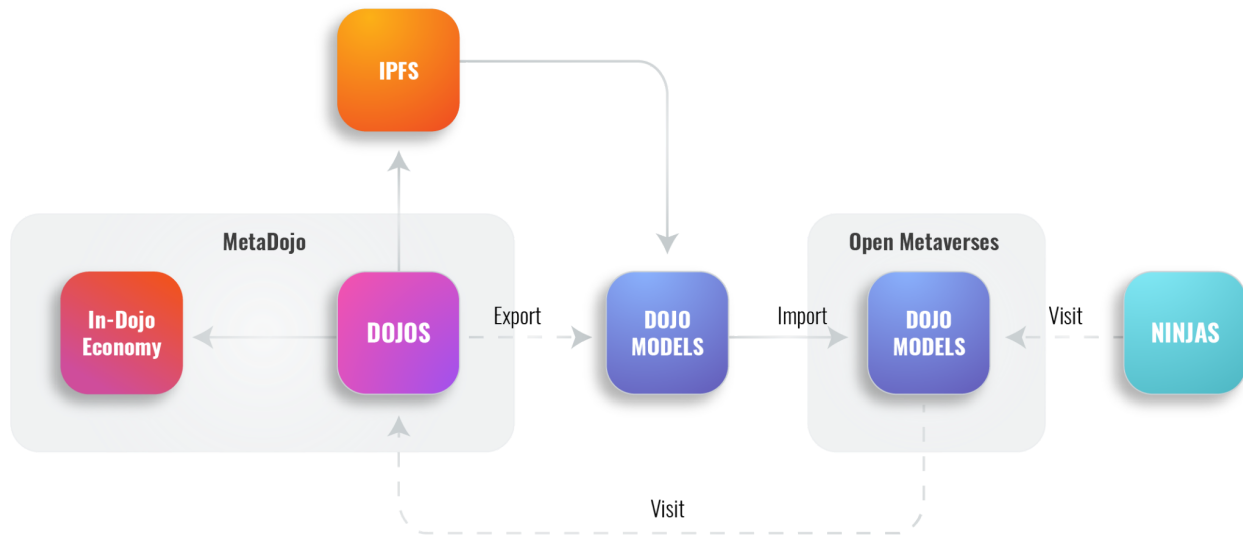 IPFS
MetaDojo
Open Metaverses
In-Dojo
Economy
DOJOS
Export
DOJO
MODELS
Import
DOJO
MODELS
Visit
NINJAS
Visit